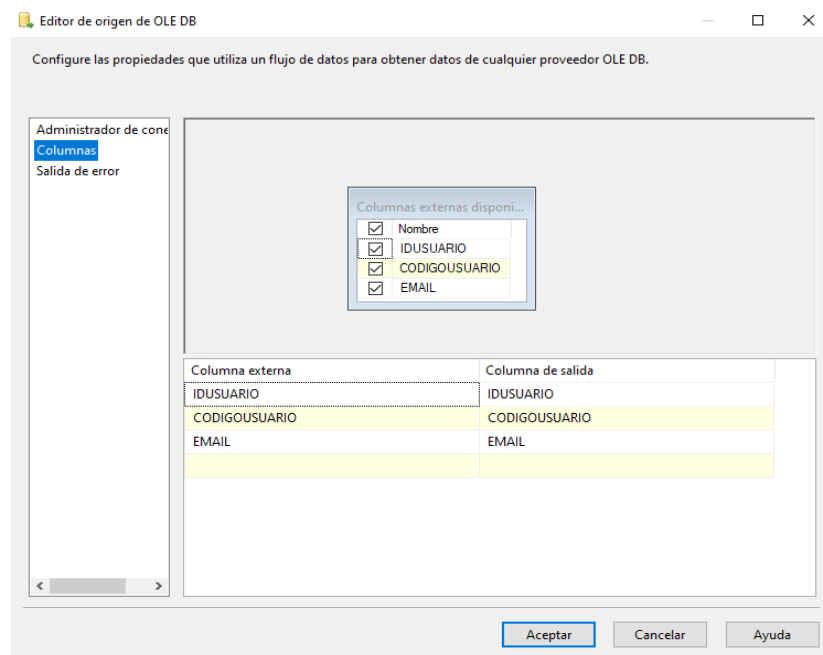 Editor de origen de OLE DB
Configure las propiedades que utiliza un flujo de datos para obtener datos de cualquier proveedor OLE DB.
Administrador de cone
Columnas
Salida de error
Columnas externas disponi...
Nombre
IDUSUARIO
CODIGOUSUARIO
EMAIL
Columna externa Columna de salida
IDUSUARIO IDUSUARIO
CODIGOUSUARIO CODIGOUSUARIO
EMAIL EMAIL
Aceptar Cancelar Ayuda